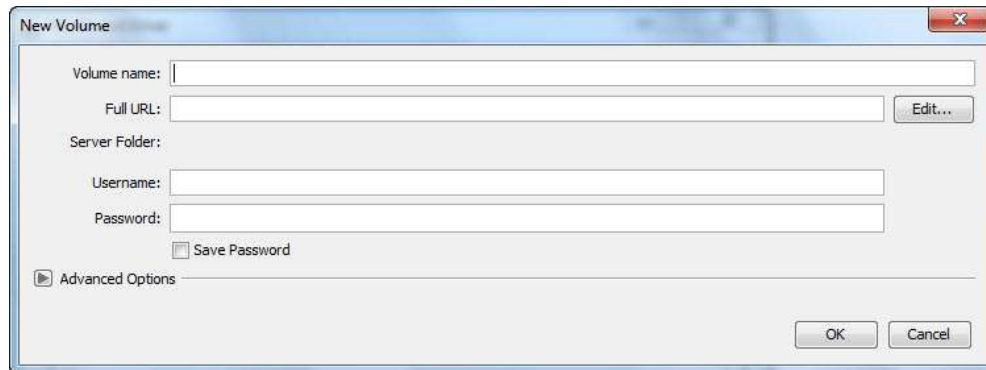 New Volume
Volume name:
Full URL:
Edit...
Server Folder:
Username:
Password:
Save Password
Advanced Options
OK
Cancel